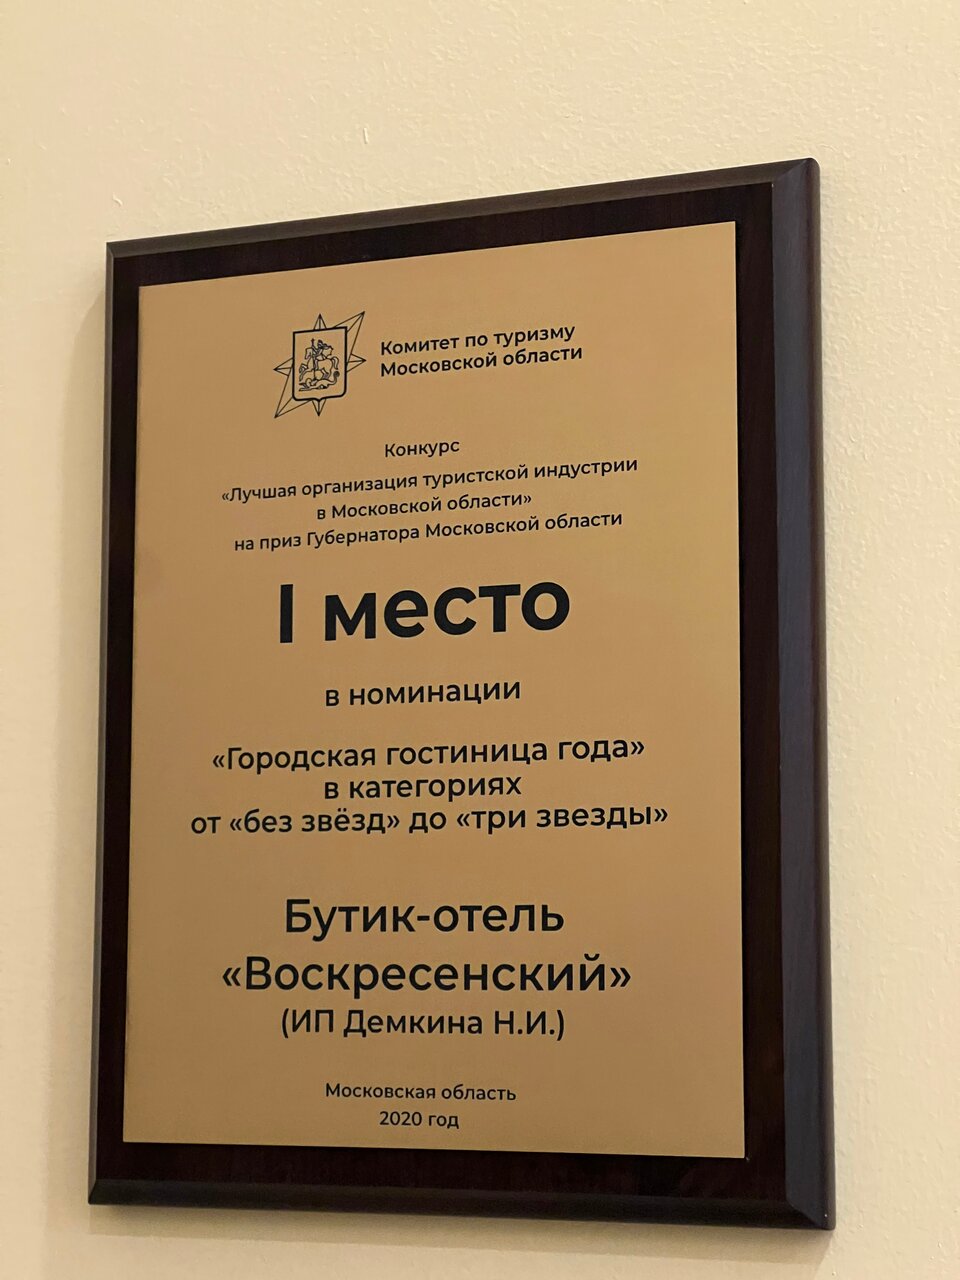 Комитет по туризму
Московской области
Конкурс
«Лучшая организация туристской индустрии
в Московской области»
на приз Губернатора Московской области
I место
в номинации
«Городская гостиница года»
в категориях
от «без звёзд» до «три звезды»
Бутик-отель
«Воскресенский»
(ИП Демкина Н.И.)
Московская область
2020 год